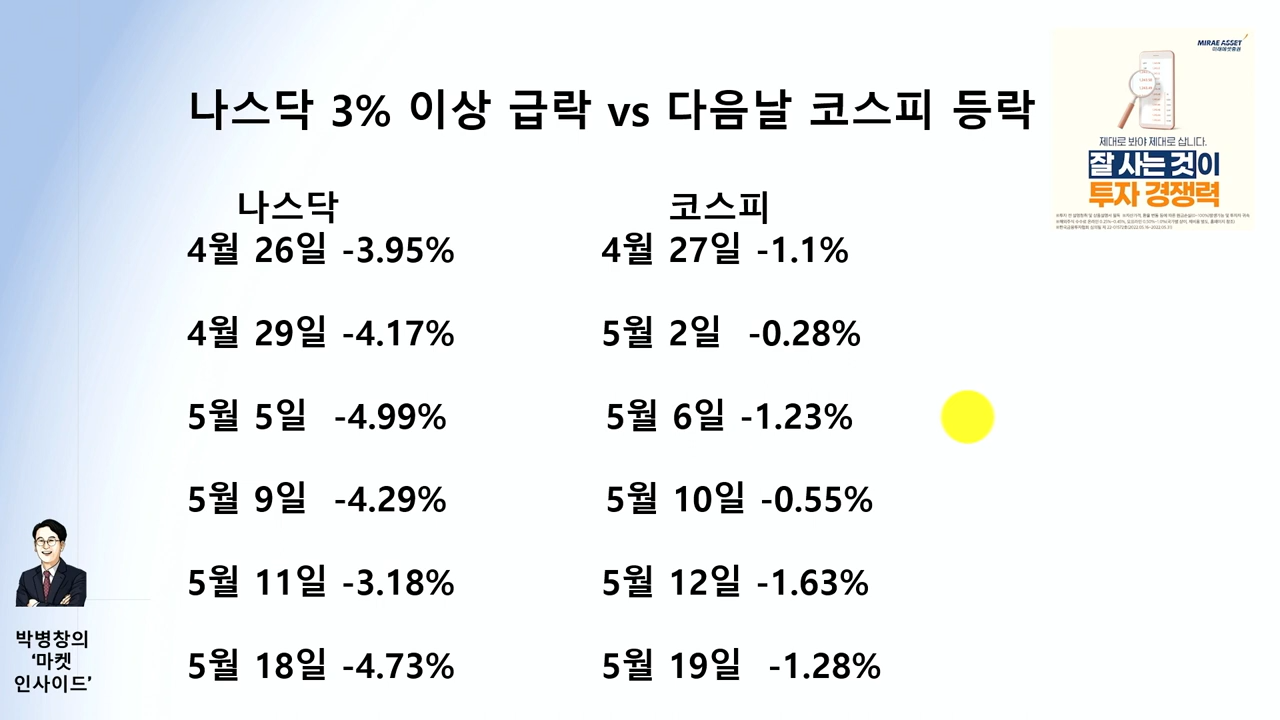 나스닥 3% 이상 급락 vs 다음날 코스피 등락
나스닥 코스피
4월 26일 -3.95% 4월 27일 -1.1%
4월 29일 -4.17% 5월 2일 -0.28%
5월 5일 -4.99% 5월 6일 -1.23%
5월 9일 -4.29% 5월 10일 -0.55%
5월 11일 -3.18% 5월 12일 -1.63%
5월 18일 -4.73% 5월 19일 -1.28%
MIRAE ASSET
미래에셋증권
제대로 봐야 제대로 삽니다.
잘 사는 것이
투자 경쟁력
박병창의
‘마켓
인사이드’